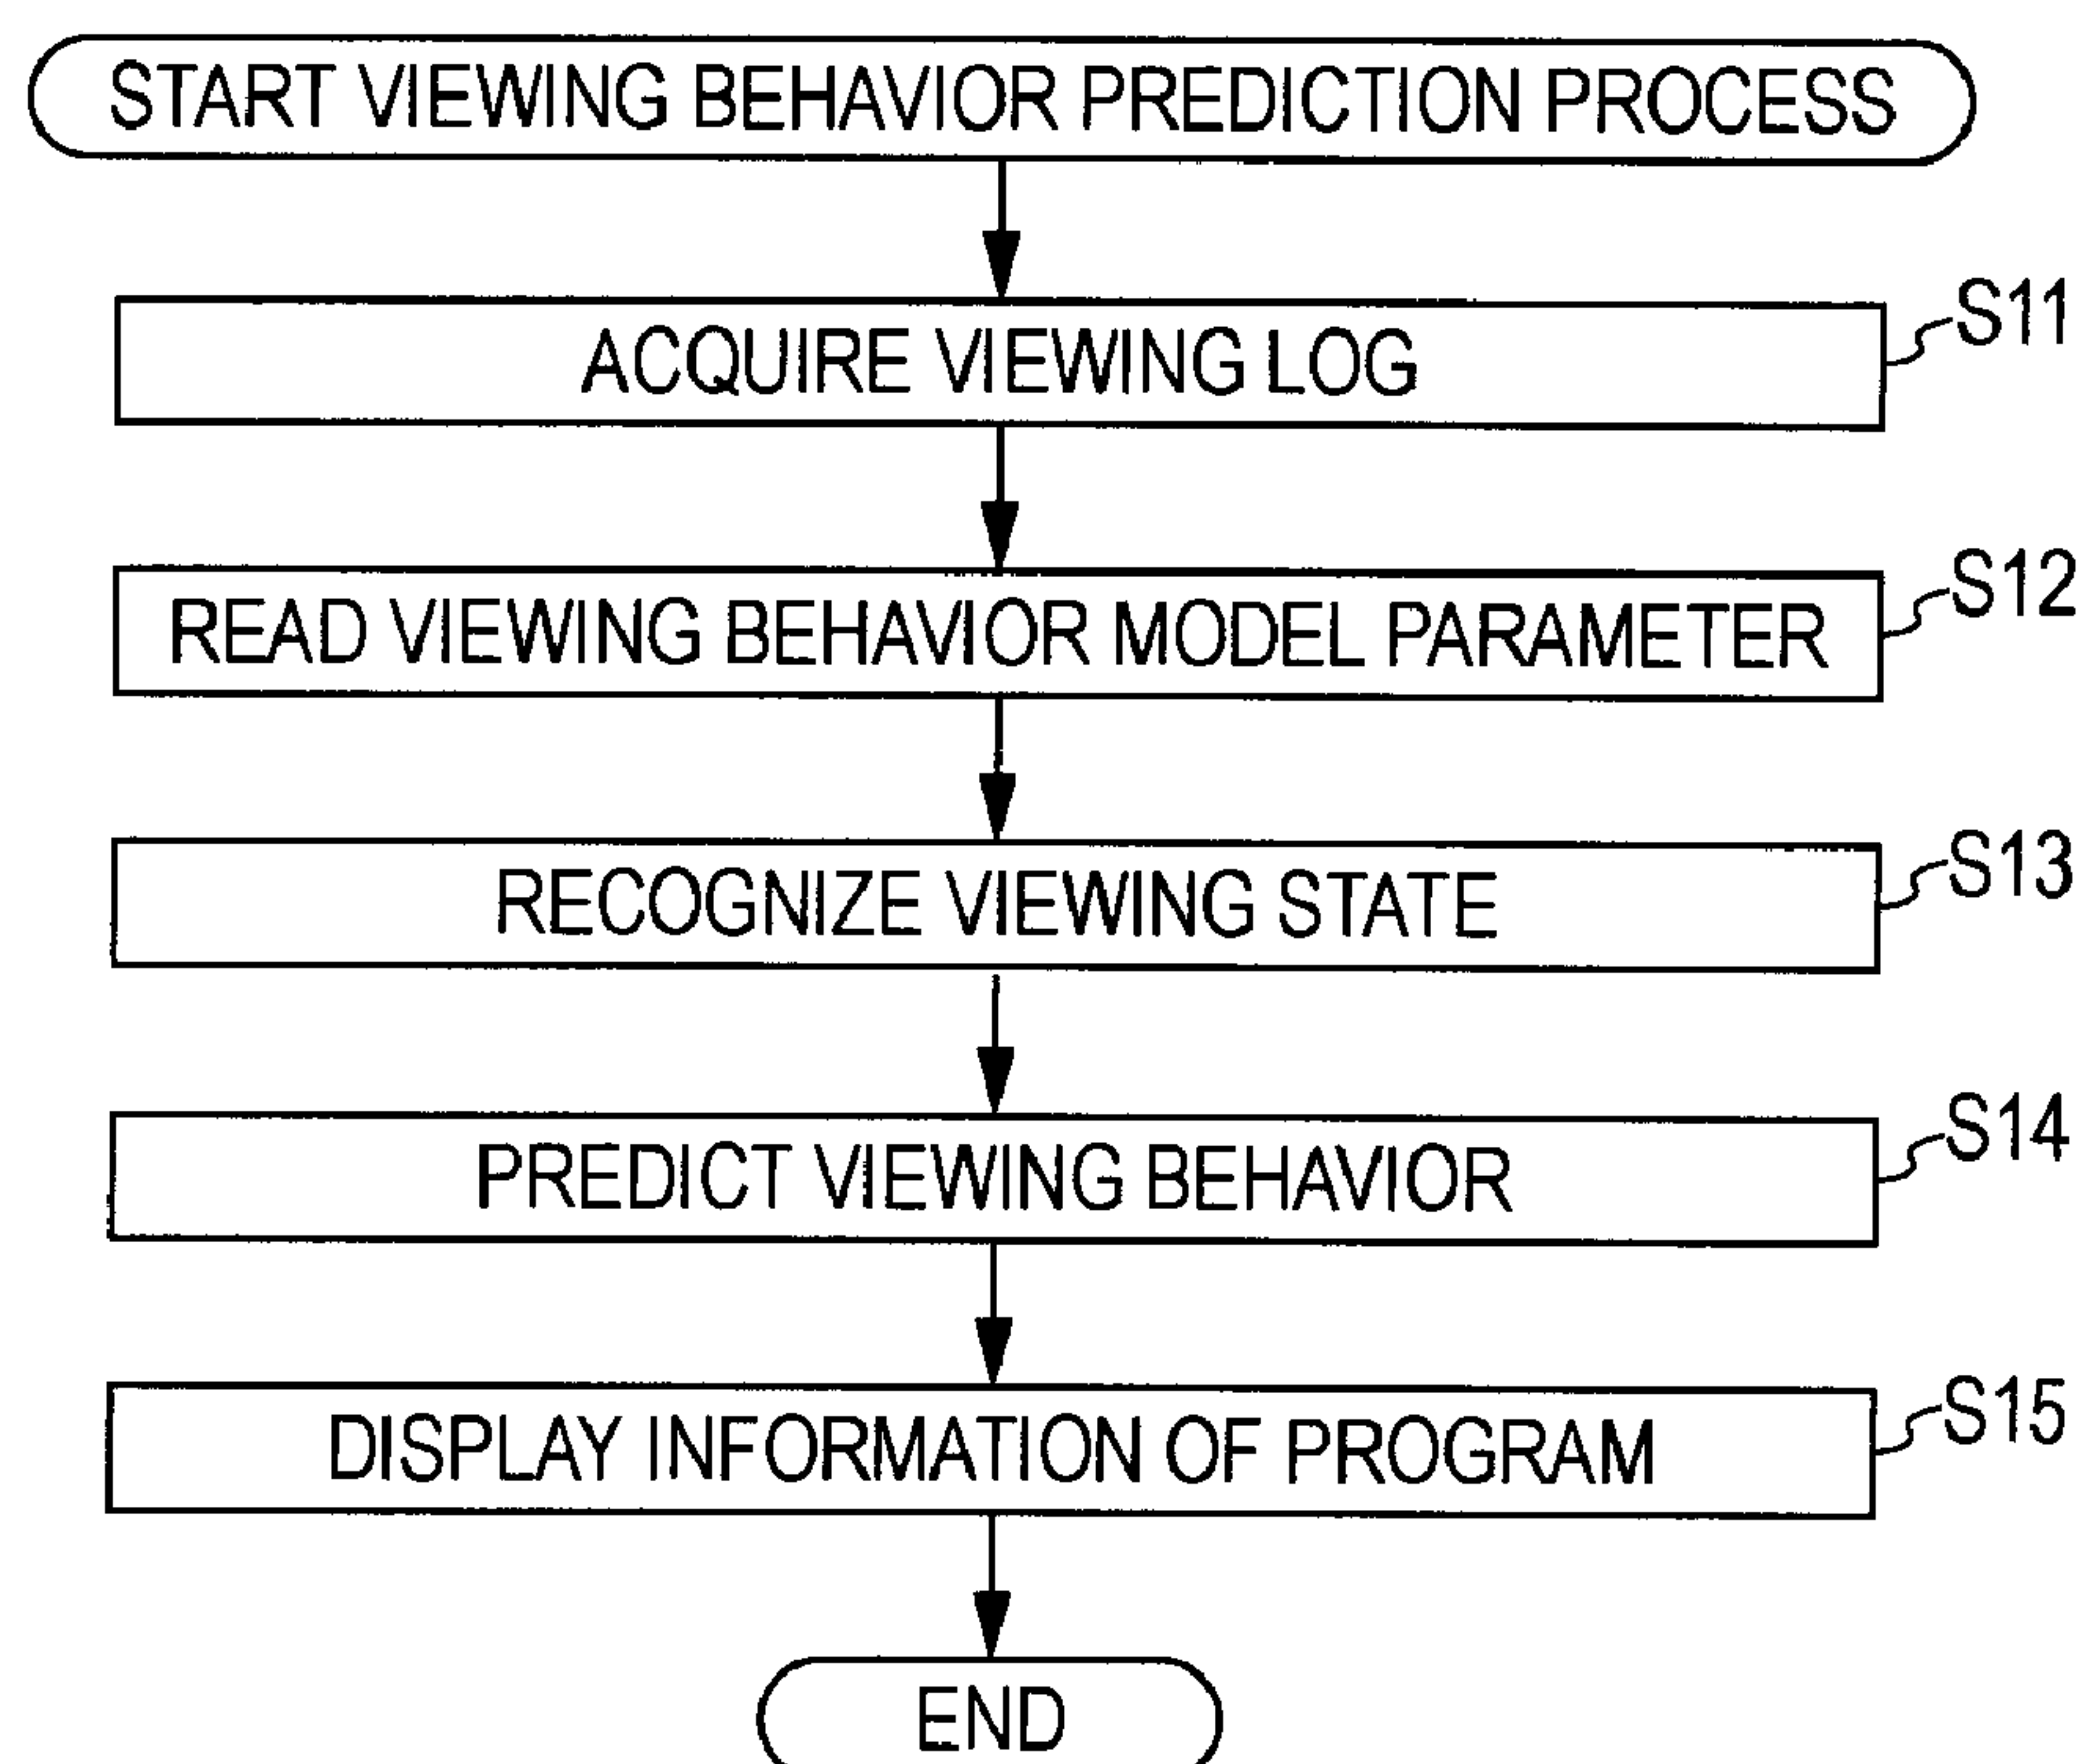 START VIEWING BEHAVIOR PREDICTION PROCESS
ACQUIRE VIEWING LOG
S11
READ VIEWING BEHAVIOR MODEL PARAMETER
S12
RECOGNIZE VIEWING STATE
S13
PREDICT VIEWING BEHAVIOR
S14
DISPLAY INFORMATION OF PROGRAM
S15
END